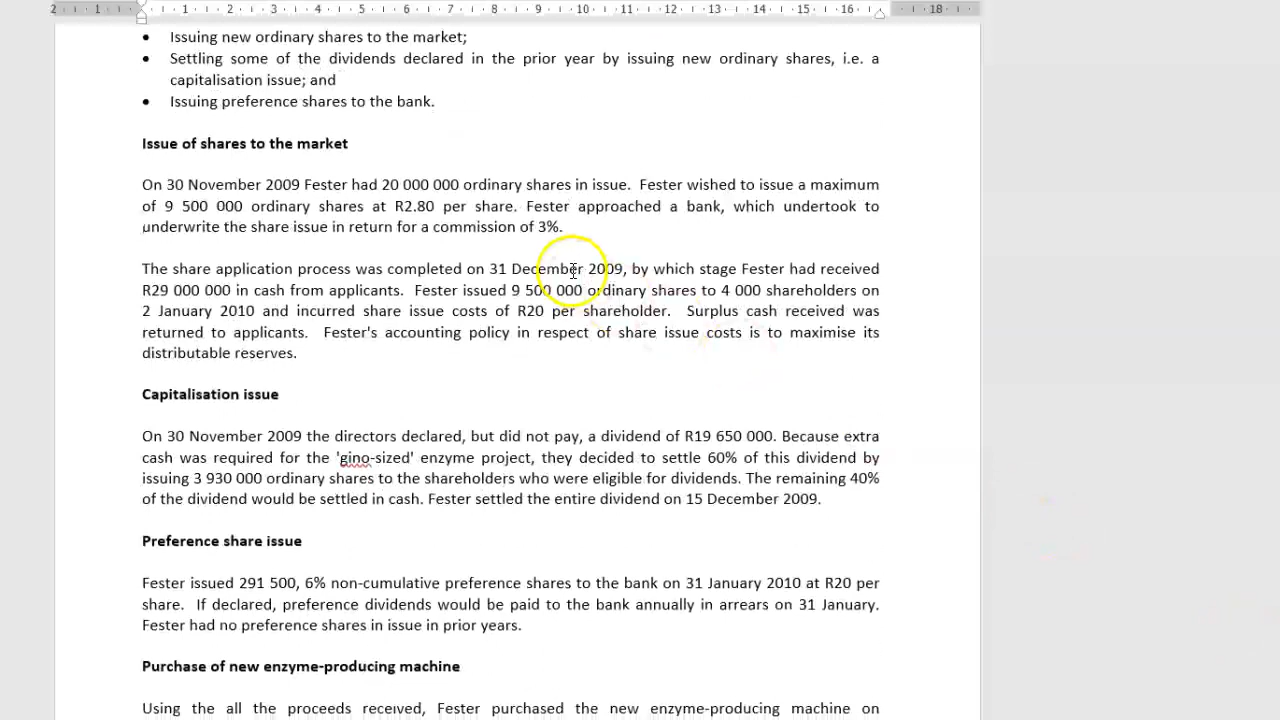 2 1 1 2 3 4 5 6 7 8 9 10 11 12 13 14 15 16 18
• Issuing new ordinary shares to the market;
• Settling some of the dividends declared in the prior year by issuing new ordinary shares, i.e. a
capitalisation issue; and
• Issuing preference shares to the bank.
Issue of shares to the market
On 30 November 2009 Fester had 20 000 000 ordinary shares in issue. Fester wished to issue a maximum
of 9 500 000 ordinary shares at R2.80 per share. Fester approached a bank, which undertook to
underwrite the share issue in return for a commission of 3%.
The share application process was completed on 31 December 2009, by which stage Fester had received
R29 000 000 in cash from applicants. Fester issued 9 500 000 ordinary shares to 4 000 shareholders on
2 January 2010 and incurred share issue costs of R20 per shareholder. Surplus cash received was
returned to applicants. Fester's accounting policy in respect of share issue costs is to maximise its
distributable reserves.
Capitalisation issue
On 30 November 2009 the directors declared, but did not pay, a dividend of R19 650 000. Because extra
cash was required for the 'gino-sized' enzyme project, they decided to settle 60% of this dividend by
issuing 3 930 000 ordinary shares to the shareholders who were eligible for dividends. The remaining 40%
of the dividend would be settled in cash. Fester settled the entire dividend on 15 December 2009.
Preference share issue
Fester issued 291 500, 6% non-cumulative preference shares to the bank on 31 January 2010 at R20 per
share. If declared, preference dividends would be paid to the bank annually in arrears on 31 January.
Fester had no preference shares in issue in prior years.
Purchase of new enzyme-producing machine
Using the all the proceeds received, Fester purchased the new enzyme-producing machine on